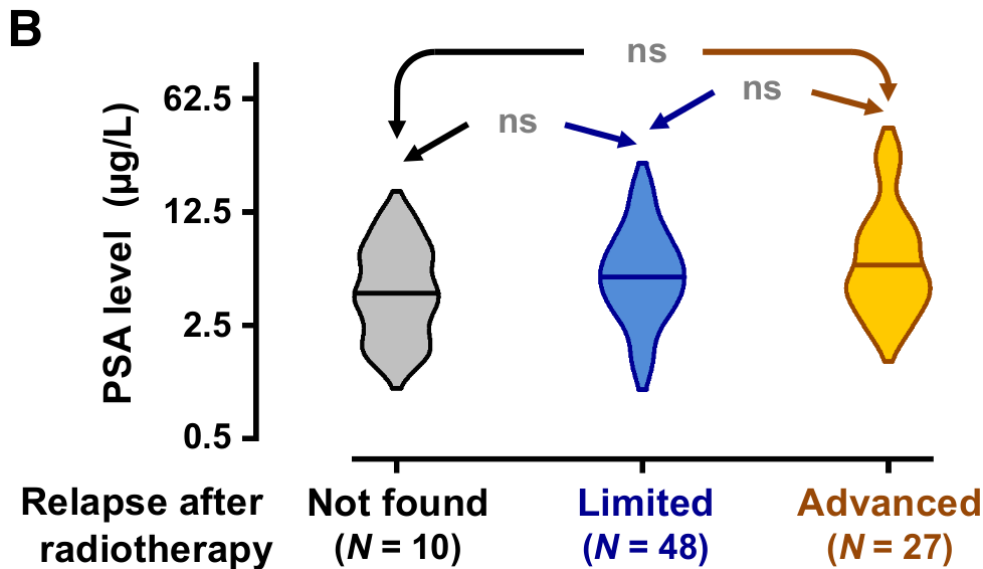 B
ns
ns
ns
PSA level (µg/L)
62.5
12.5
2.5
0.5
Relapse after radiotherapy
Not found
(N = 10)
Limited
(N = 48)
Advanced
(N = 27)